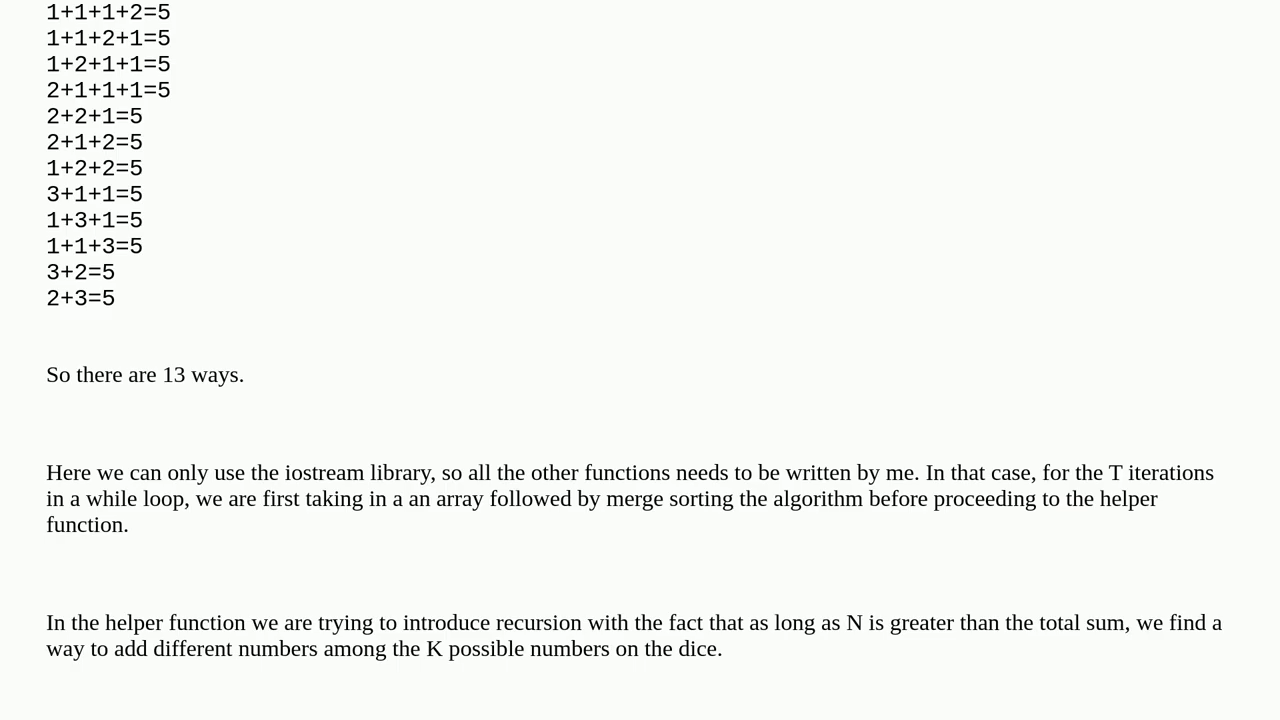 1+1+1+2=5
1+1+2+1=5
1+2+1+1=5
2+1+1+1=5
2+2+1=5
2+1+2=5
1+2+2=5
3+1+1=5
1+3+1=5
1+1+3=5
3+2=5
2+3=5
So there are 13 ways.
Here we can only use the iostream library, so all the other functions needs to be written by me. In that case, for the T iterations
in a while loop, we are first taking in a an array followed by merge sorting the algorithm before proceeding to the helper
function.
In the helper function we are trying to introduce recursion with the fact that as long as N is greater than the total sum, we find a
way to add different numbers among the K possible numbers on the dice.